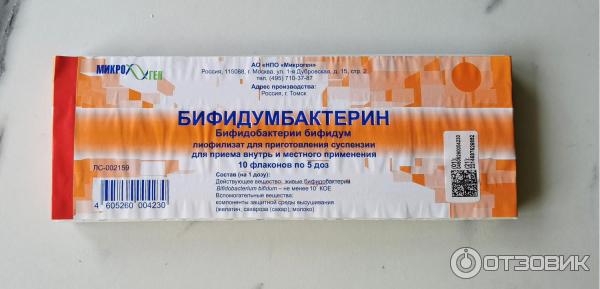 МИКРОГЕН
АО «НПО «Микроген»
Россия, 115088, г. Москва, ул. 1-я Дубровская, д. 15, стр. 2
тел. (495) 710-37-87
Адрес производства:
Россия, г. Томск
БИФИДУМБАКТЕРИН
Бифидобактерии бифидум
лиофилизат для приготовления суспензии
для приема внутрь и местного применения
10 флаконов по 5 доз
ЛС-002159
Состав (на 1 дозу):
Действующее вещество: живые бифидобактерии
Bifidobacterium bifidum – не менее 10⁷ КОЕ
Вспомогательные вещества:
компоненты защитной среды высушивания
(желатин, сахароза (сахар), молоко)
4 605260 004230
ОТЗОВИК